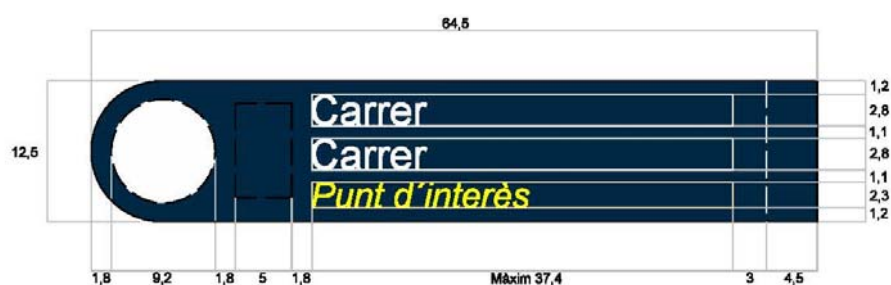 64,5
12,5
Carrer
Carrer
Punt d´interès
1,2
2,8
1,1
2,8
1,1
2,3
1,2
1,8 9,2 1,8 5 1,8 Màxim 37,4 3 4,5